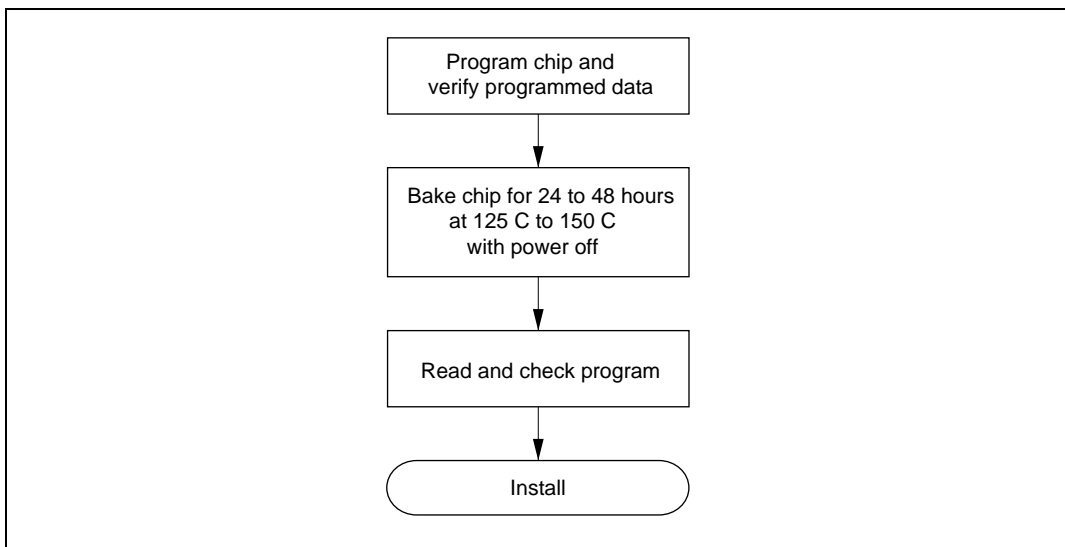 Program chip and
verify programmed data
Bake chip for 24 to 48 hours
at 125 C to 150 C
with power off
Read and check program
Install